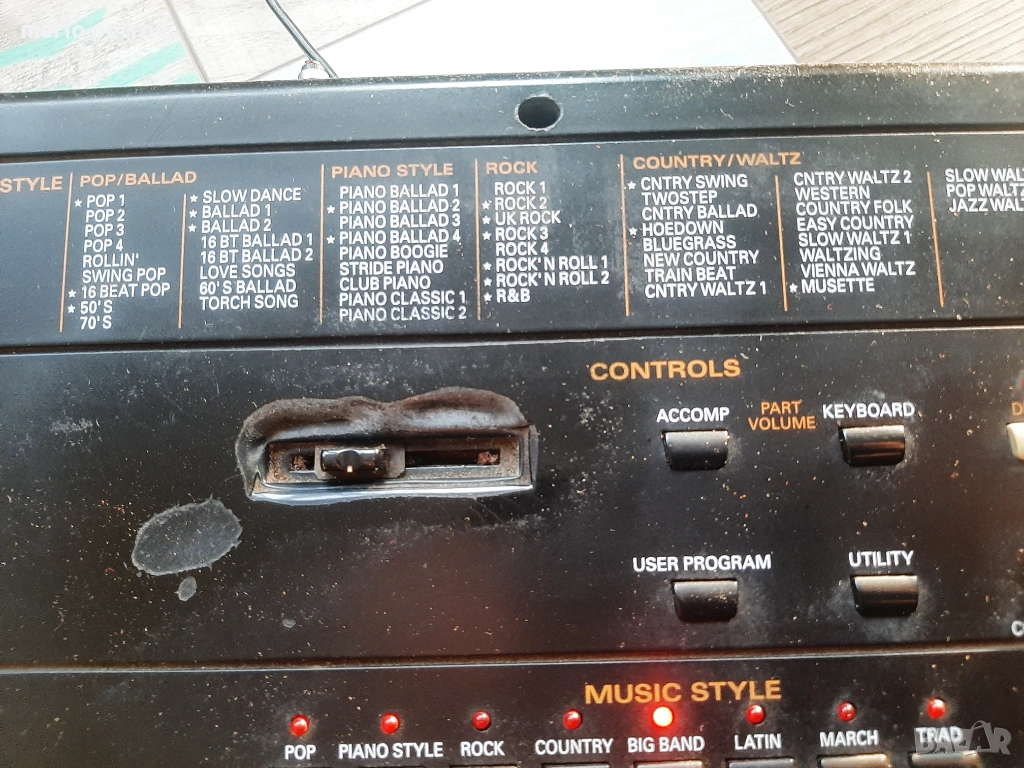 STYLE
POP/BALLAD
★ POP 1
POP 2
POP 3
POP 4
ROLLIN'
SWING POP
★ 16 BEAT POP
★ 50'S
70'S
★ SLOW DANCE
★ BALLAD 1
★ BALLAD 2
16 BT BALLAD 1
16 BT BALLAD 2
LOVE SONGS
60'S BALLAD
TORCH SONG
PIANO STYLE
PIANO BALLAD 1
★ PIANO BALLAD 2
PIANO BALLAD 3
★ PIANO BALLAD 4
PIANO BOOGIE
STRIDE PIANO
CLUB PIANO
PIANO CLASSIC 1
PIANO CLASSIC 2
ROCK
ROCK 1
★ ROCK 2
★ UK ROCK
★ ROCK 3
ROCK 4
★ ROCK'N ROLL 1
★ ROCK'N ROLL 2
★ R&B
COUNTRY/WALTZ
★ CNTRY SWING
TWOSTEP
CNTRY BALLAD
★ HOEDOWN
BLUEGRASS
NEW COUNTRY
TRAIN BEAT
CNTRY WALTZ 1
CNTRY WALTZ 2
WESTERN
COUNTRY FOLK
EASY COUNTRY
SLOW WALTZ 1
WALTZING
VIENNA WALTZ
★ MUSETTE
SLOW WALT
POP WALTZ
JAZZ WALT
CONTROLS
ACCOMP
PART
VOLUME
KEYBOARD
D
USER PROGRAM
UTILITY
C
MUSIC STYLE
POP
PIANO STYLE
ROCK
COUNTRY
BIG BAND
LATIN
MARCH
TRAD
BAZAR